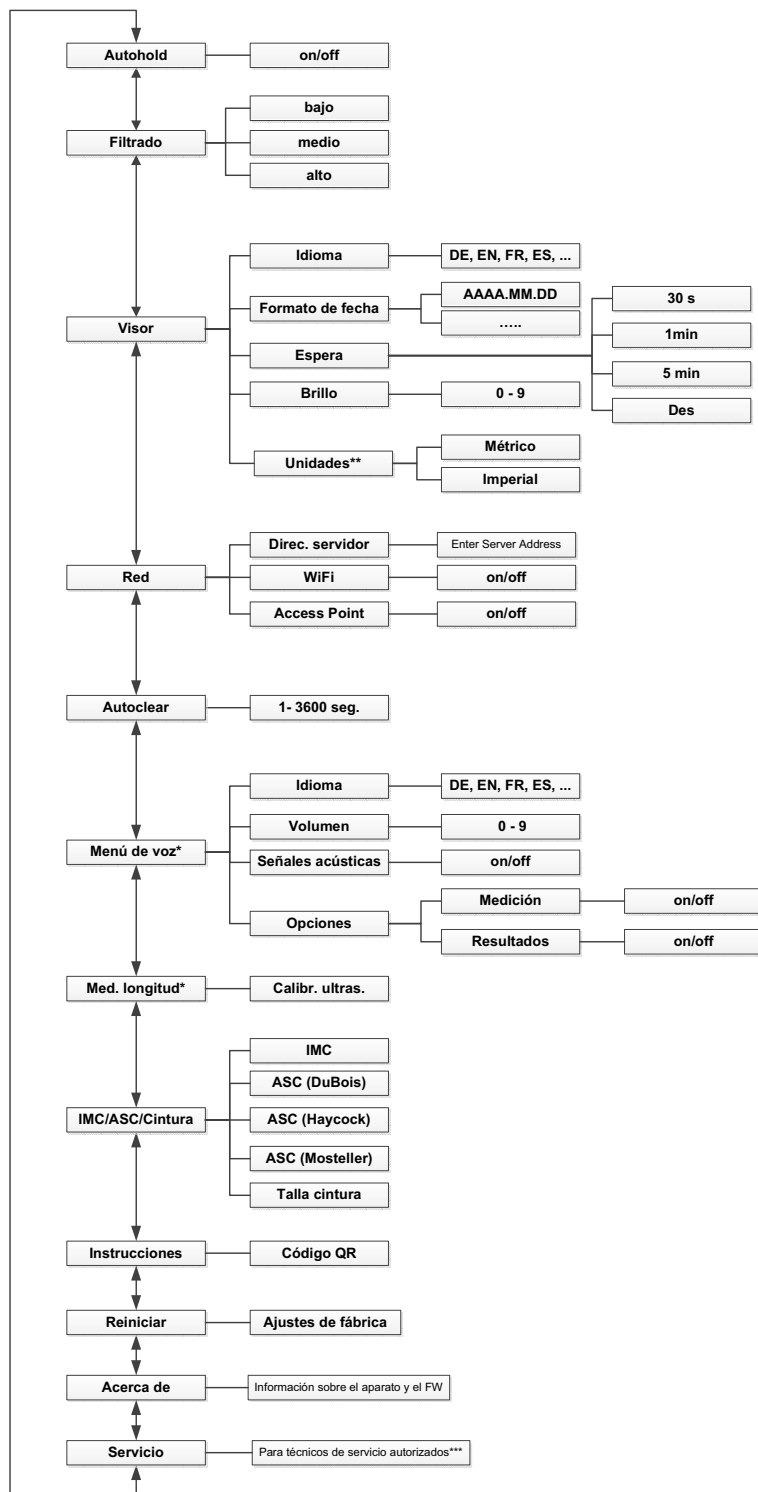 Autohold
on/off
Filtrado
bajo
medio
alto
Visor
Idioma
DE, EN, FR, ES, ...
Formato de fecha
AAAA.MM.DD
.....
Espera
30 s
1min
5 min
Des
Brillo
0 - 9
Unidades**
Métrico
Imperial
Red
Direc. servidor
Enter Server Address
WiFi
on/off
Access Point
on/off
Autoclear
1- 3600 seg.
Menú de voz*
Idioma
DE, EN, FR, ES, ...
Volumen
0 - 9
Señales acústicas
on/off
Opciones
Medición
on/off
Resultados
on/off
Med. longitud*
Calibr. ultras.
IMC/ASC/Cintura
IMC
ASC (DuBois)
ASC (Haycock)
ASC (Mosteller)
Talla cintura
Instrucciones
Código QR
Reiniciar
Ajustes de fábrica
Acerca de
Información sobre el aparato y el FW
Servicio
Para técnicos de servicio autorizados***